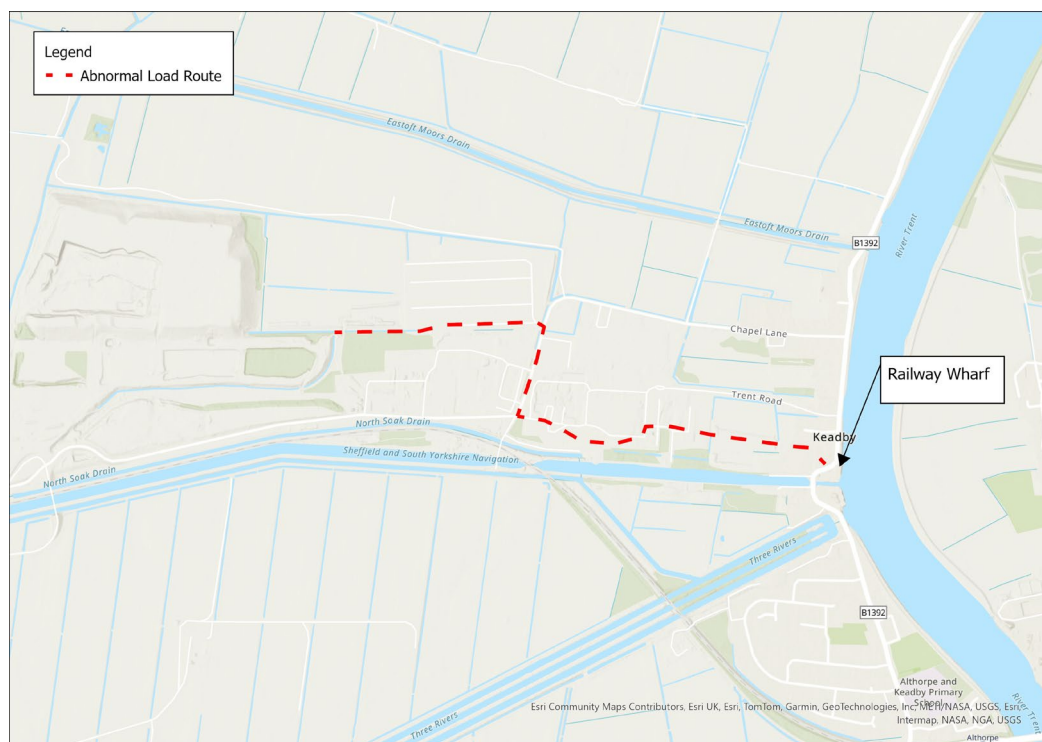 Legend
Abnormal Load Route
Eastoft Moors Drain
Eastoft Moors Drain
B1392
River Trent
Chapel Lane
Railway Wharf
Trent Road
North Soak Drain
Keadby
Sheffield and South Yorkshire Navigation
North Soak Drain
Three Rivers
B1392
Althorpe and
Keadby Primary
School
River Trent
Esri Community Maps Contributors, Esri UK, Esri, TomTom, Garmin, GeoTechnologies, Inc, METI/NASA, USGS, Esri,
Intermap, NASA, NGA, USGS
Three Rivers
Althorpe